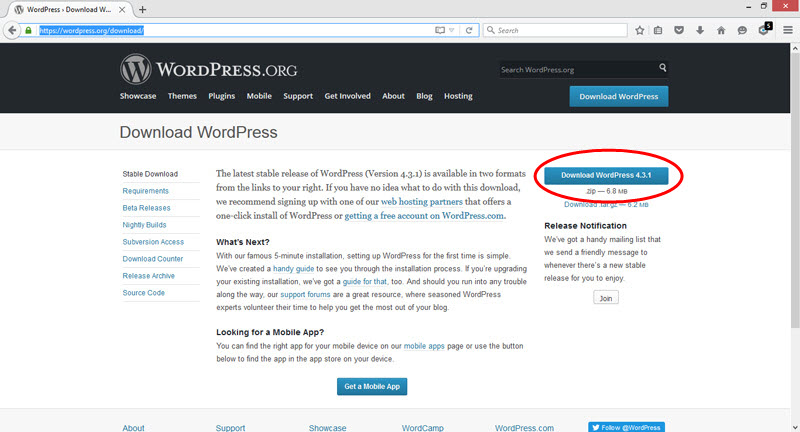 WordPress › Download W...
https://wordpress.org/download/
Search
5
WORDPRESS.ORG
Search WordPress.org
Showcase Themes Plugins Mobile Support Get Involved About Blog Hosting
Download WordPress
Download WordPress
Stable Download
Requirements
Beta Releases
Nightly Builds
Subversion Access
Download Counter
Release Archive
Source Code
The latest stable release of WordPress (Version 4.3.1) is available in two formats
from the links to your right. If you have no idea what to do with this download,
we recommend signing up with one of our web hosting partners that offers a
one-click install of WordPress or getting a free account on WordPress.com.
What's Next?
With our famous 5-minute installation, setting up WordPress for the first time is simple.
We've created a handy guide to see you through the installation process. If you're upgrading
your existing installation, we've got a guide for that, too. And should you run into any trouble
along the way, our support forums are a great resource, where seasoned WordPress
experts volunteer their time to help you get the most out of your blog.
Looking for a Mobile App?
You can find the right app for your mobile device on our mobile apps page or use the button
below to find the app in the app store on your device.
Get a Mobile App
Download WordPress 4.3.1
.zip — 6.8 MB
Download .tar.gz — 6.2 MB
Release Notification
We've got a handy mailing list that
we send a friendly message to
whenever there's a new stable
release for you to enjoy.
Join
About Support Showcase WordCamp WordPress.com Follow @WordPress